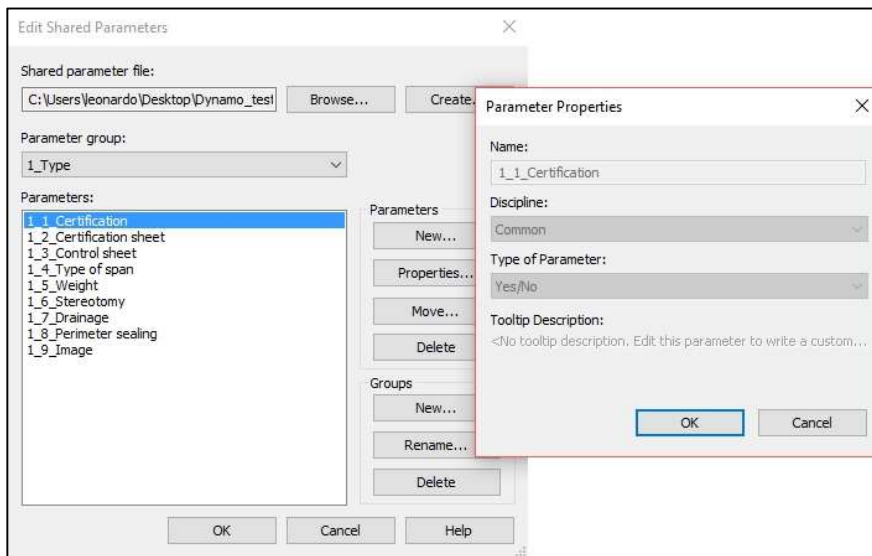 Edit Shared Parameters
Shared parameter file:
C:\Users\leonardo\Desktop\Dynamo_test
Browse...
Create.
Parameter group:
1_Type
Parameters:
1_1_Certification
1_2_Certification sheet
1_3_Control sheet
1_4_Type of span
1_5_Weight
1_6_Stereotomy
1_7_Drainage
1_8_Perimeter sealing
1_9_Image
Parameters
New...
Properties...
Move...
Delete
Groups
New...
Rename...
Delete
OK
Cancel
Help
Parameter Properties
Name:
1_1_Certification
Discipline:
Common
Type of Parameter:
Yes/No
Tooltip Description:
<No tooltip description. Edit this parameter to write a custom...
OK
Cancel